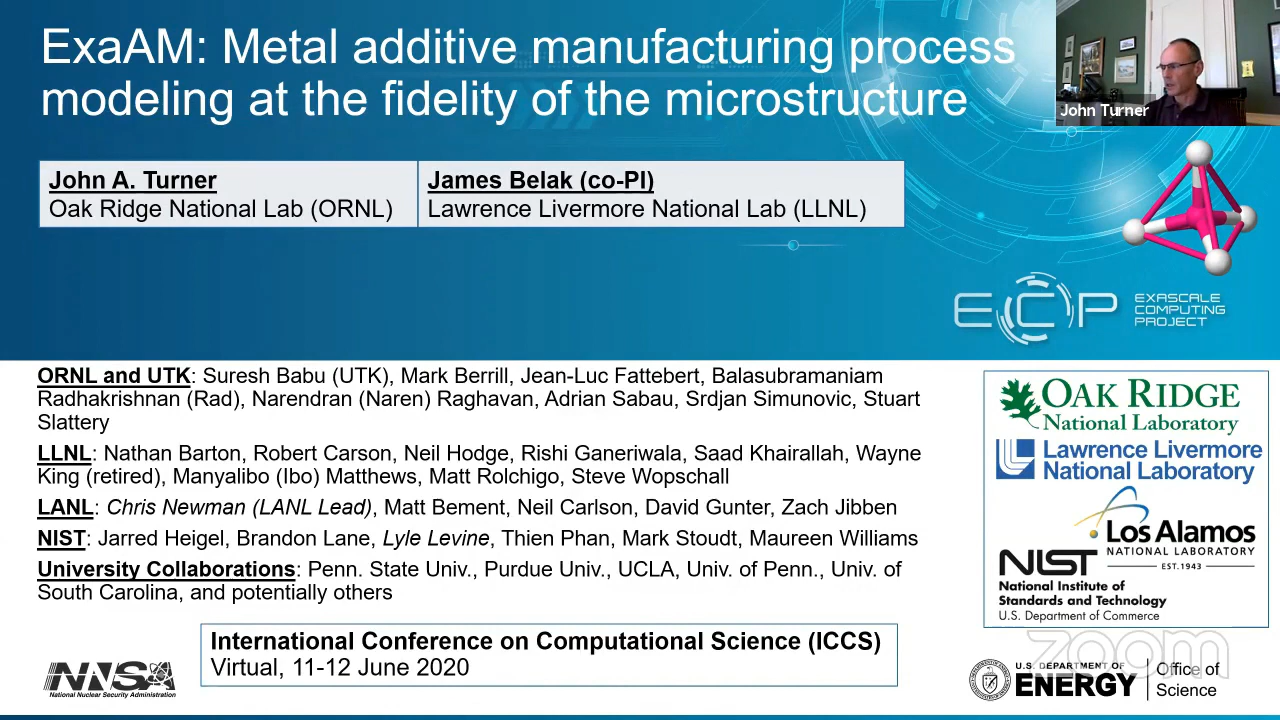 ExaAM: Metal additive manufacturing process
modeling at the fidelity of the microstructure
John Turner
John A. Turner
Oak Ridge National Lab (ORNL)
James Belak (co-PI)
Lawrence Livermore National Lab (LLNL)
ECP
EXASCALE
COMPUTING
PROJECT
ORNL and UTK: Suresh Babu (UTK), Mark Berrill, Jean-Luc Fattebert, Balasubramaniam
Radhakrishnan (Rad), Narendran (Naren) Raghavan, Adrian Sabau, Srdjan Simunovic, Stuart
Slattery
LLNL: Nathan Barton, Robert Carson, Neil Hodge, Rishi Ganeriwala, Saad Khairallah, Wayne
King (retired), Manyalibo (Ibo) Matthews, Matt Rolchigo, Steve Wopschall
LANL: Chris Newman (LANL Lead), Matt Bement, Neil Carlson, David Gunter, Zach Jibben
NIST: Jarred Heigel, Brandon Lane, Lyle Levine, Thien Phan, Mark Stoudt, Maureen Williams
University Collaborations: Penn. State Univ., Purdue Univ., UCLA, Univ. of Penn., Univ. of
South Carolina, and potentially others
OAK RIDGE
National Laboratory
Lawrence Livermore
National Laboratory
Los Alamos
NATIONAL LABORATORY
EST.1943
NIST
National Institute of
Standards and Technology
U.S. Department of Commerce
International Conference on Computational Science (ICCS)
Virtual, 11-12 June 2020
NNSA
National Nuclear Security Administration
zoom
U.S. DEPARTMENT OF
ENERGY
Office of
Science